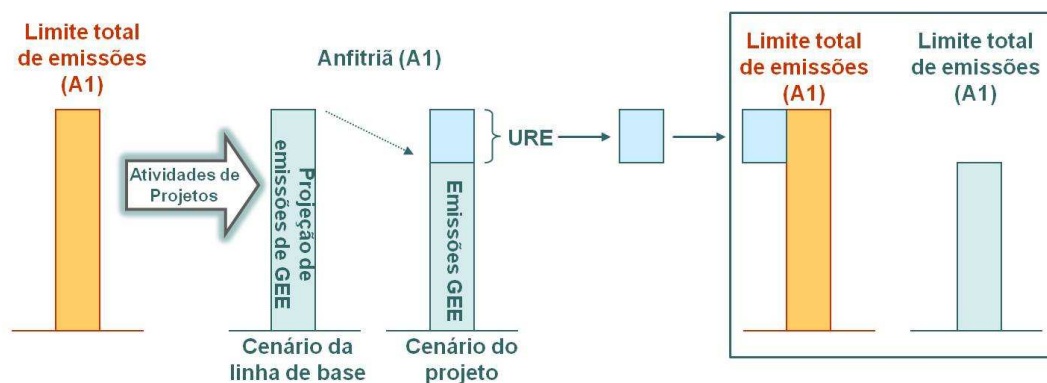 Limite total
de emissões
(A1)
Atividades de
Projetos
Anfitriã (A1)
Projeção de
emissões de GEE
Cenário da
linha de base
Emissões GEE
Cenário do
projeto
URE
Limite total
de emissões
(A1)
Limite total
de emissões
(A1)